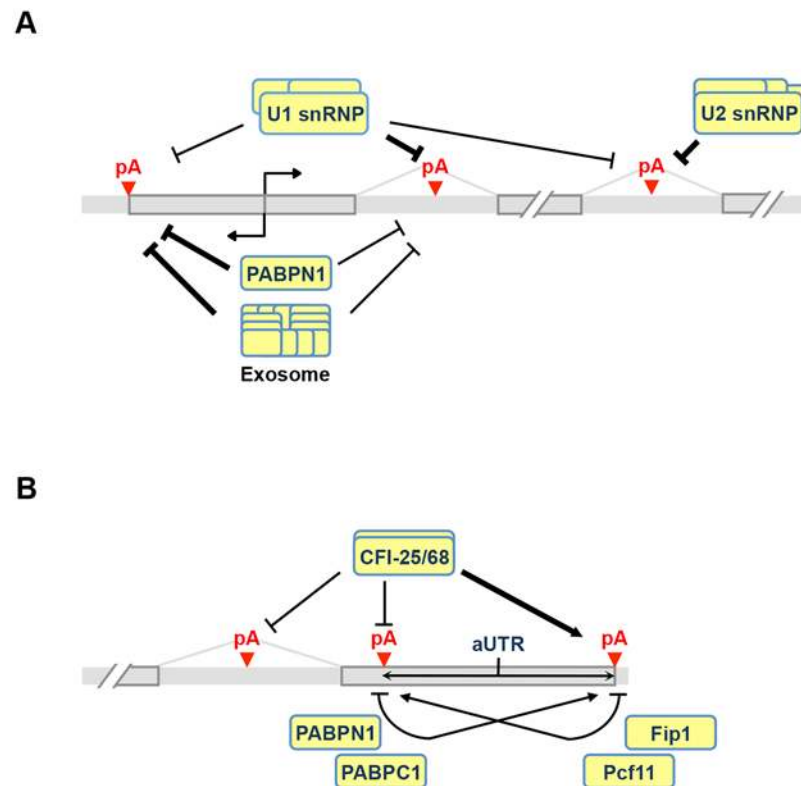 A
U1 snRNP
U2 snRNP
pA
pA
pA
PABPN1
Exosome
B
CFI-25/68
pA
pA
aUTR
pA
PABPN1
Fip1
PABPC1
Pcf11